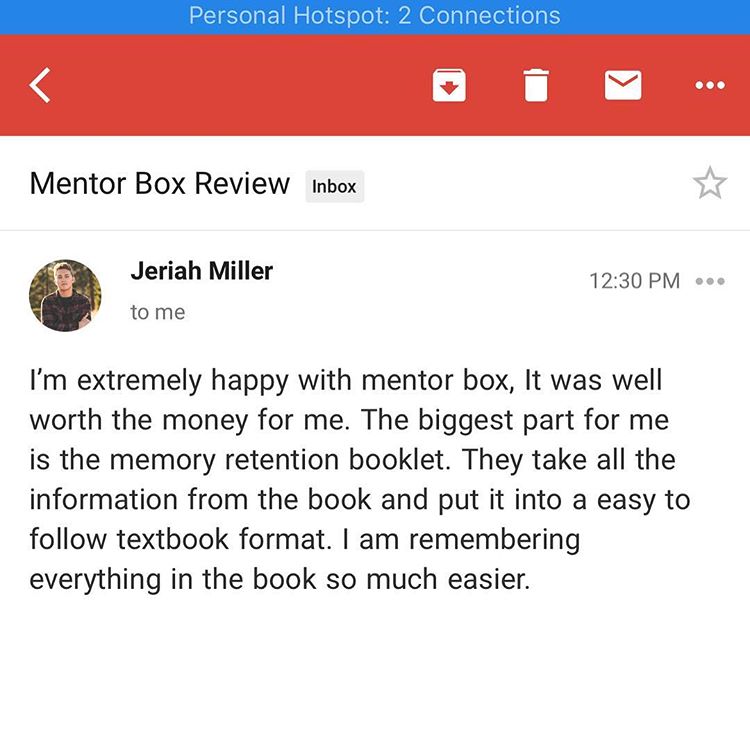 Personal Hotspot: 2 Connections
Mentor Box Review Inbox
Jeriah Miller
12:30 PM
to me
I’m extremely happy with mentor box, It was well
worth the money for me. The biggest part for me
is the memory retention booklet. They take all the
information from the book and put it into a easy to
follow textbook format. I am remembering
everything in the book so much easier.